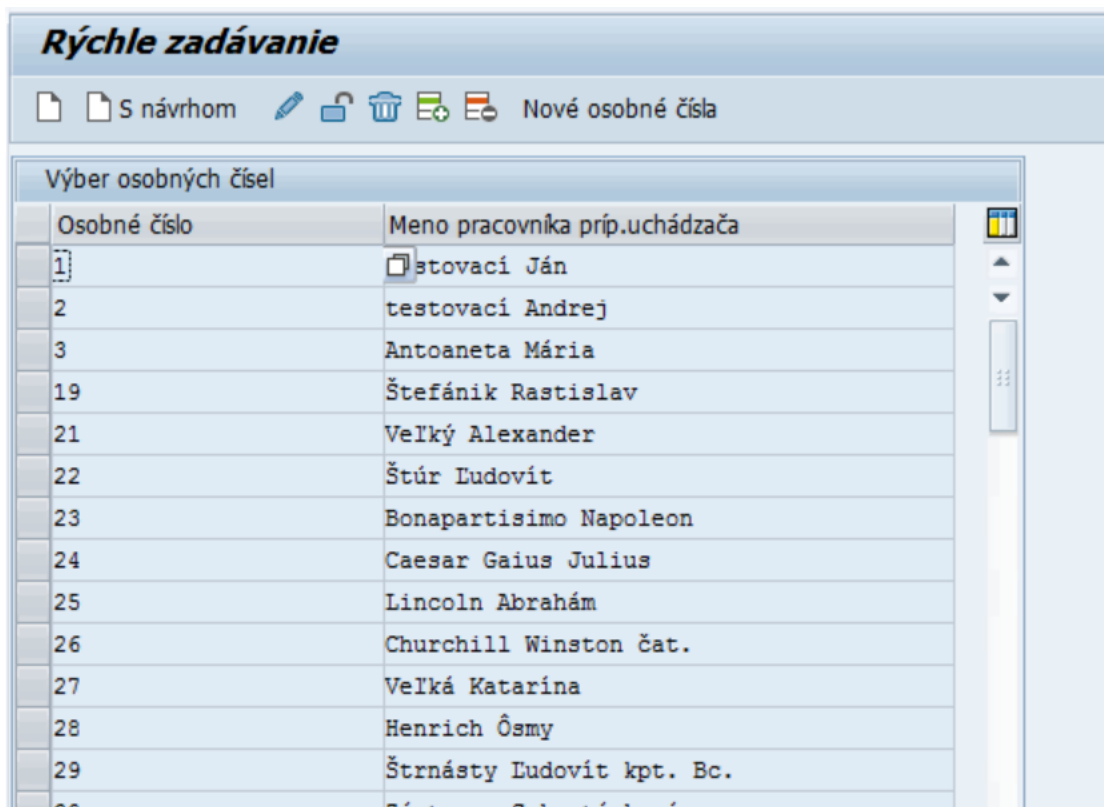 Rýchle zadávanie
S návrhom Nové osobné čísla
Výber osobných čísel
Osobné číslo Meno pracovníka príp.uchádzača
1 stovací Ján
2 testovací Andrej
3 Antoaneta Mária
19 Štefánik Rastislav
21 Veľký Alexander
22 Štúr Ľudovít
23 Bonapartisimo Napoleon
24 Caesar Gaius Julius
25 Lincoln Abrahám
26 Churchill Winston čat.
27 Veľká Katarína
28 Henrich Ôsmy
29 Štrnásty Ľudovít kpt. Bc.